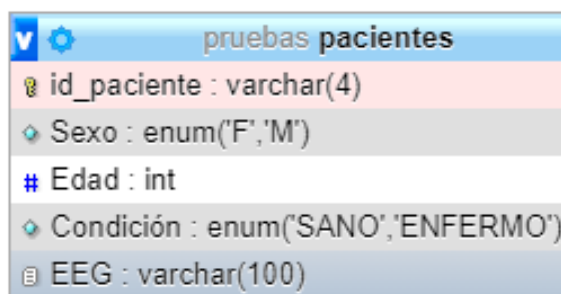 v pruebas pacientes
id_paciente : varchar(4)
Sexo : enum('F','M')
# Edad : int
Condición : enum('SANO','ENFERMO')
EEG : varchar(100)